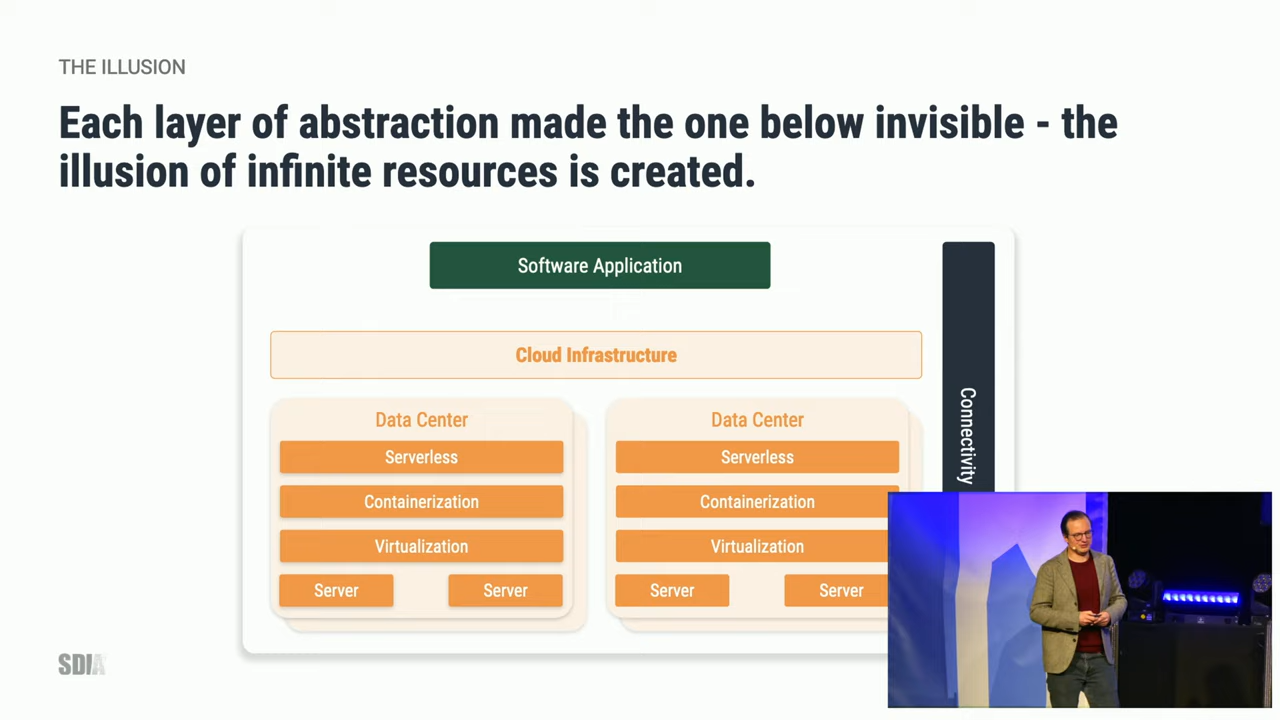 THE ILLUSION
Each layer of abstraction made the one below invisible - the
illusion of infinite resources is created.
Software Application
Cloud Infrastructure
Connectivity
Data Center
Serverless
Containerization
Virtualization
Server
Server
Data Center
Serverless
Containerization
Virtualization
Server
Server
SDIA